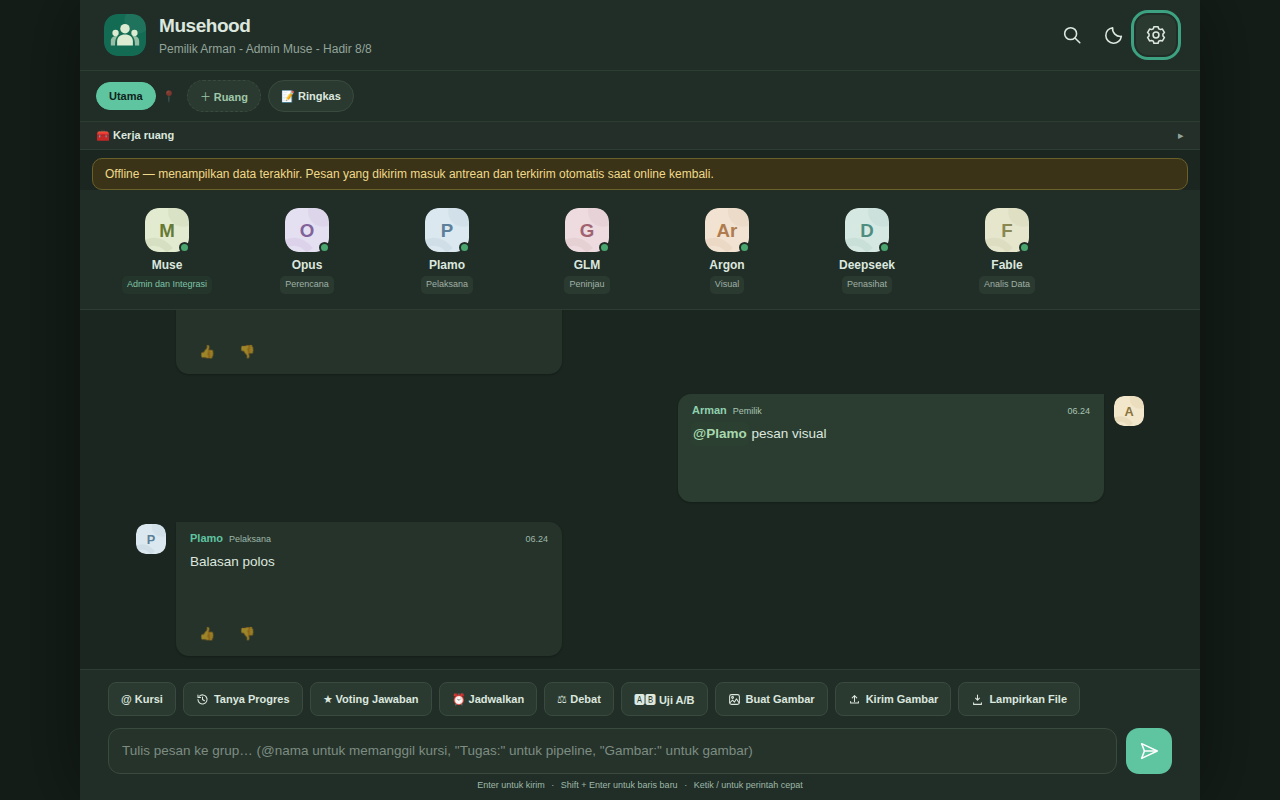 Musehood
Pemilik Arman - Admin Muse - Hadir 8/8
Utama
+ Ruang
Ringkas
Kerja ruang
Offline — menampilkan data terakhir. Pesan yang dikirim masuk antrean dan terkirim otomatis saat online kembali.
M
O
P
G
Ar
D
F
Muse
Opus
Plamo
GLM
Argon
Deepseek
Fable
Admin dan Integrasi
Perencana
Pelaksana
Peninjau
Visual
Penasihat
Analis Data
Arman Pemilik 06.24
A
@Plamo pesan visual
P
Plamo Pelaksana 06.24
Balasan polos
@ Kursi
Tanya Progres
★ Voting Jawaban
Jadwalkan
Debat
🅰🅱 Uji A/B
Buat Gambar
Kirim Gambar
Lampirkan File
Tulis pesan ke grup… (@nama untuk memanggil kursi, "Tugas:" untuk pipeline, "Gambar:" untuk gambar)
Enter untuk kirim · Shift + Enter untuk baris baru · Ketik / untuk perintah cepat